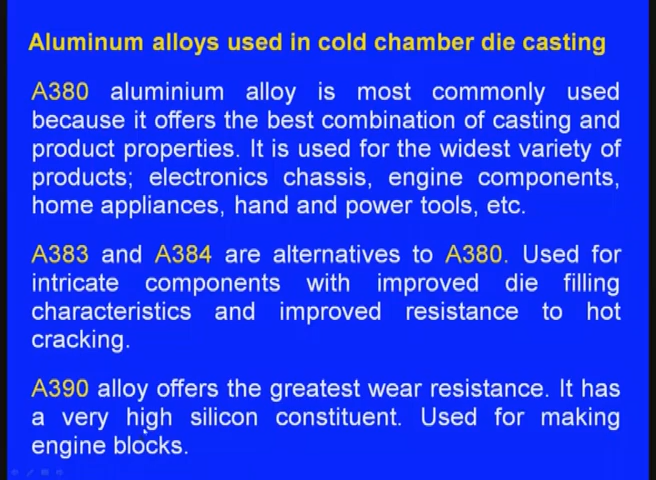 Aluminum alloys used in cold chamber die casting
A380 aluminium alloy is most commonly used
because it offers the best combination of casting and
product properties. It is used for the widest variety of
products; electronics chassis, engine components,
home appliances, hand and power tools, etc.
A383 and A384 are alternatives to A380. Used for
intricate components with improved die filling
characteristics and improved resistance to hot
cracking.
A390 alloy offers the greatest wear resistance. It has
a very high silicon constituent. Used for making
engine blocks.